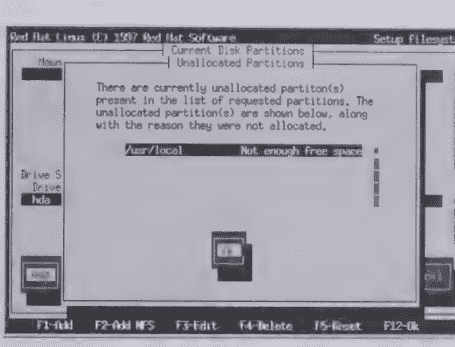 Red Hat Linux (C) 1997 Red Hat Software
Setup filesyst
Current Disk Partitions
Unallocated Partitions
Moun
There are currently unallocated partiton(s)
present in the list of requested partitions. The
unallocated partition(s) are shown below, along
with the reason they were not allocated.
/usr/local Not enough free space
Drive S
Drive
hda
Ok
F1-Add F2-Add NFS F3-Edit F4-Delete F5-Reset F12-Ok